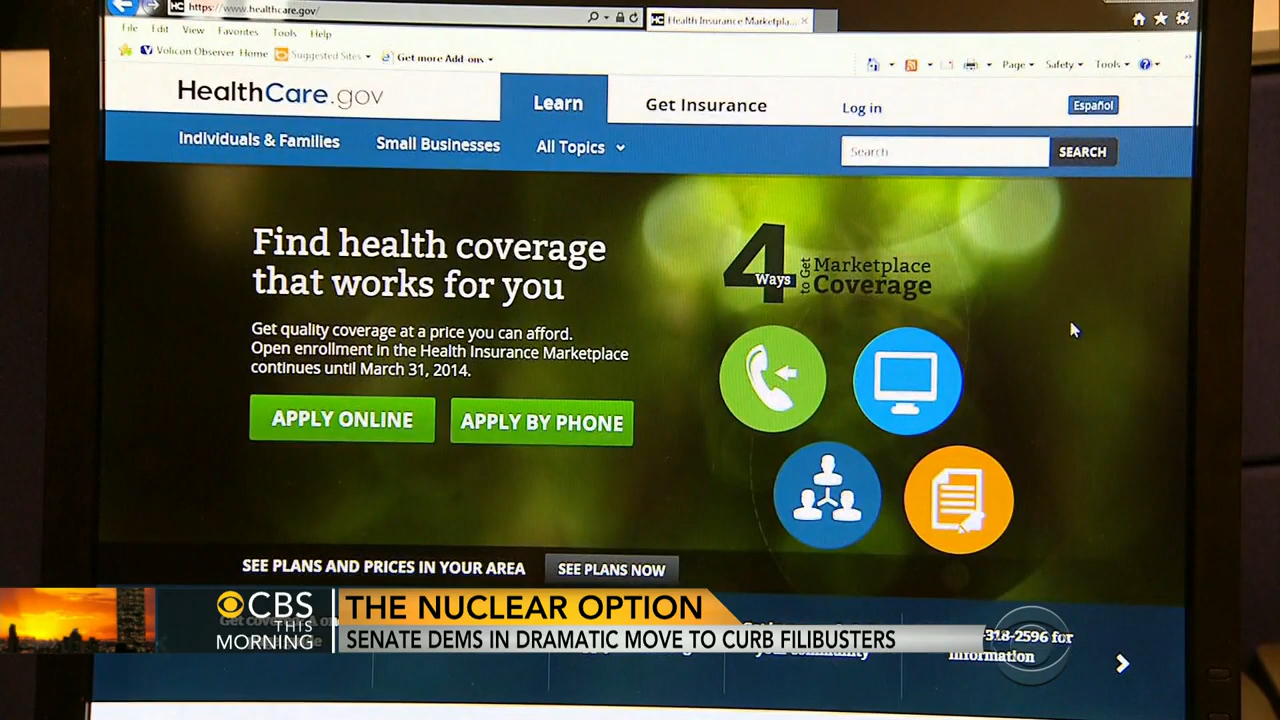 HC https://www.healthcare.gov/
HC Health Insurance Marketpla...
File Edit View Favorites Tools Help
Volicon Observer Home Suggested Sites Get more Add-ons
Page Safety Tools
HealthCare.gov
Learn
Get Insurance
Log in
Español
Individuals & Families
Small Businesses
All Topics
Search
SEARCH
Find health coverage
that works for you
Get quality coverage at a price you can afford.
Open enrollment in the Health Insurance Marketplace
continues until March 31, 2014.
APPLY ONLINE
APPLY BY PHONE
4 Ways to Get Marketplace
Coverage
SEE PLANS AND PRICES IN YOUR AREA
SEE PLANS NOW
CBS
THIS
MORNING
THE NUCLEAR OPTION
SENATE DEMS IN DRAMATIC MOVE TO CURB FILIBUSTERS
-318-2596 for
information